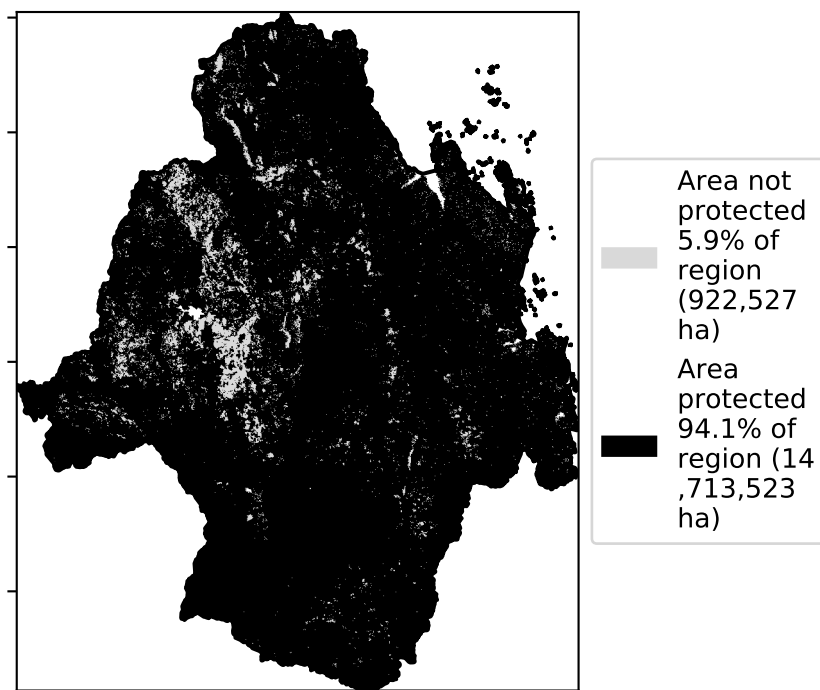 Area not
protected
5.9% of
region
(922,527
ha)
Area
protected
94.1% of
region (14
,713,523
ha)